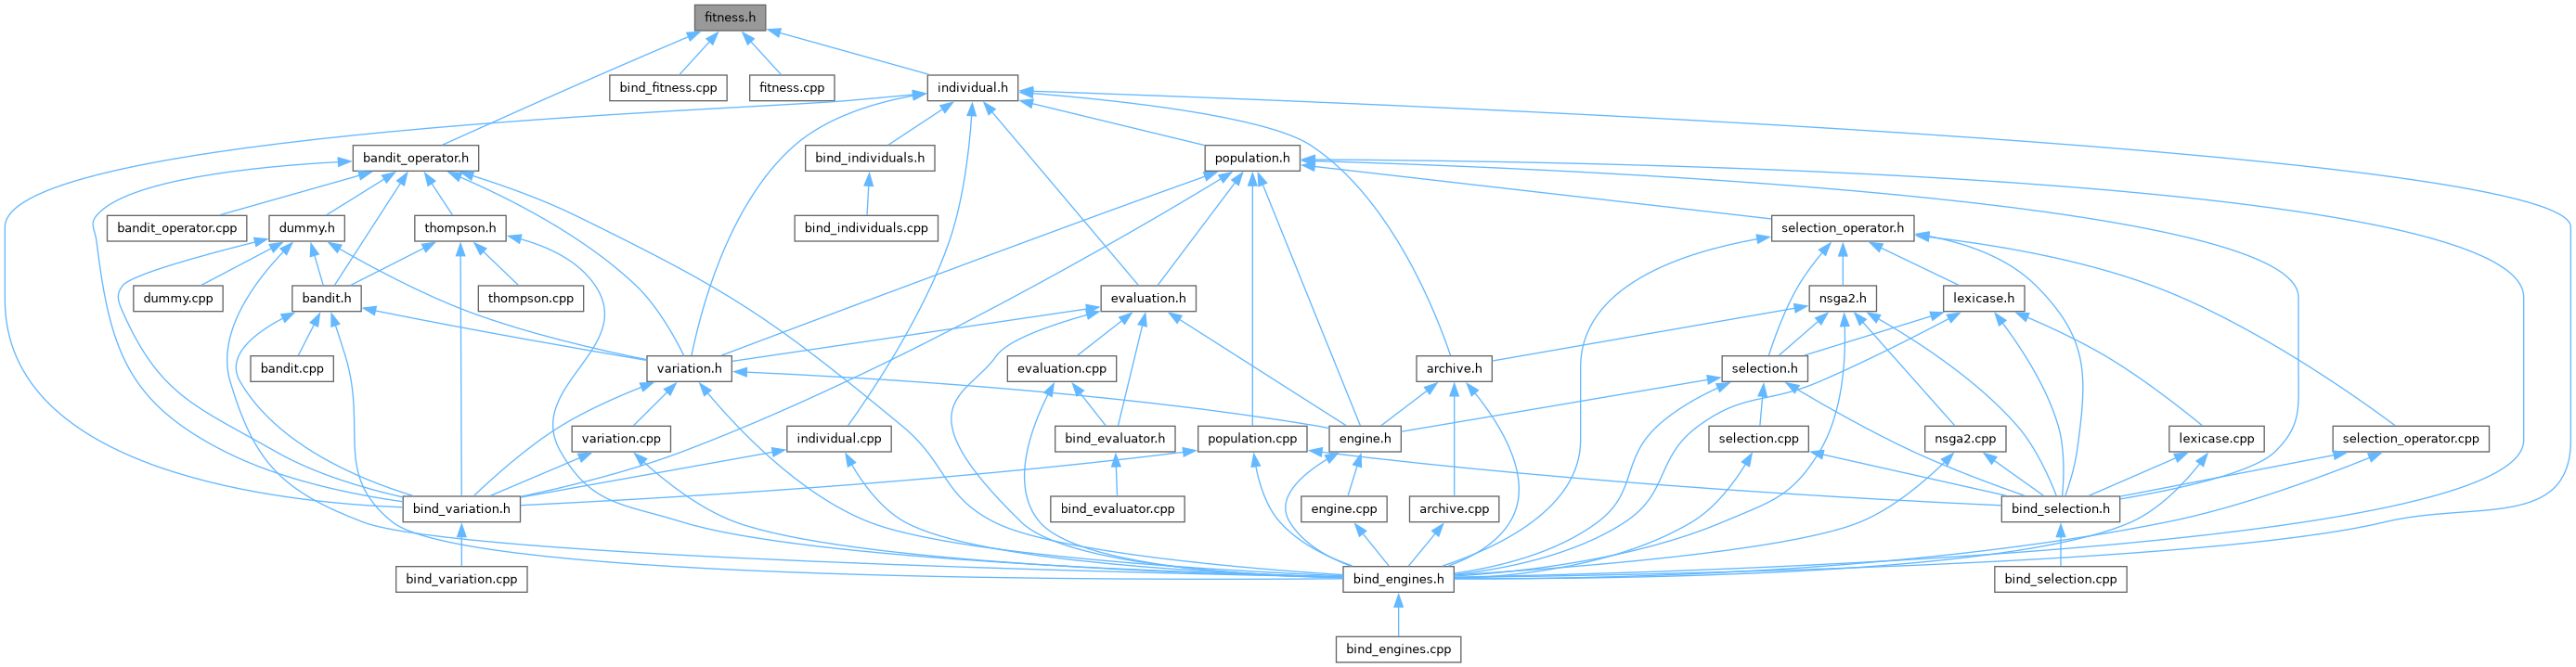 fitness.h
bind_fitness.cpp
fitness.cpp
individual.h
bandit_operator.h
bind_individuals.h
population.h
bandit_operator.cpp
dummy.h
thompson.h
bind_individuals.cpp
selection_operator.h
dummy.cpp
bandit.h
thompson.cpp
evaluation.h
nsga2.h
lexicase.h
bandit.cpp
variation.h
evaluation.cpp
archive.h
selection.h
variation.cpp
individual.cpp
bind_evaluator.h
population.cpp
engine.h
selection.cpp
nsga2.cpp
lexicase.cpp
selection_operator.cpp
bind_variation.h
bind_evaluator.cpp
engine.cpp
archive.cpp
bind_selection.h
bind_variation.cpp
bind_engines.h
bind_selection.cpp
bind_engines.cpp